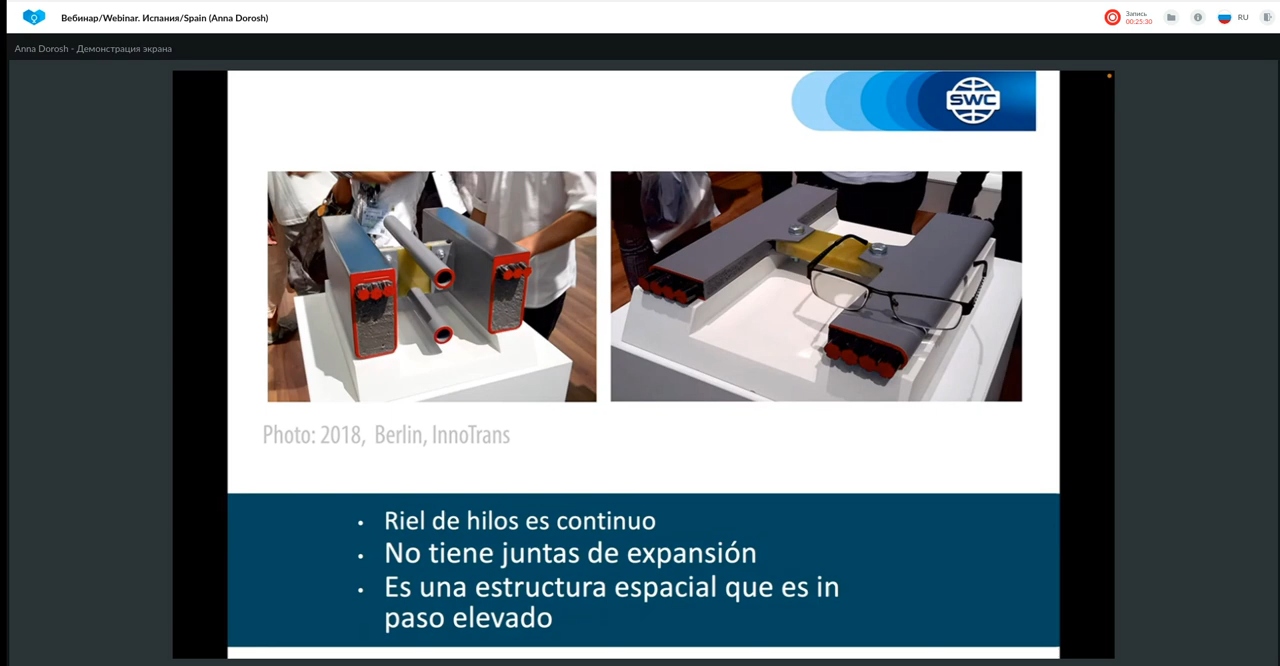 Вебинар/Webinar. Испания/Spain (Anna Dorosh)
Запись
00:25:30
RU
Anna Dorosh - Демонстрация экрана
SWC
Photo: 2018, Berlin, InnoTrans
• Riel de hilos es continuo
• No tiene juntas de expansión
• Es una estructura espacial que es in
paso elevado